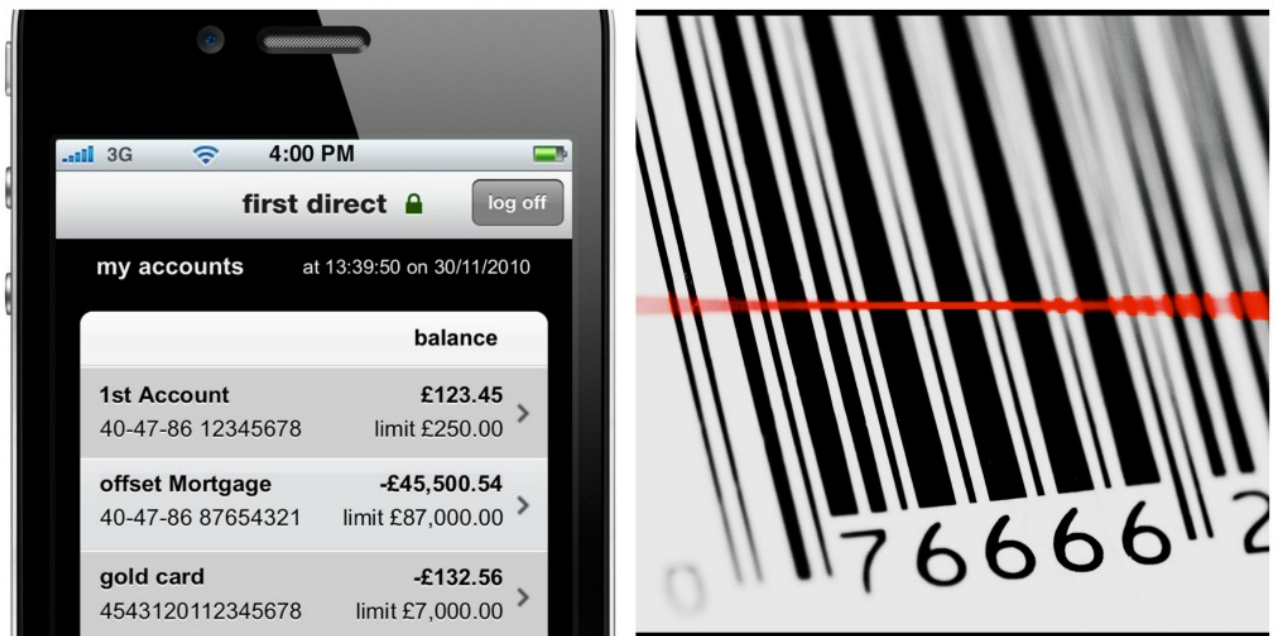 3G 4:00 PM
first direct log off
my accounts at 13:39:50 on 30/11/2010
balance
1st Account £123.45
40-47-86 12345678 limit £250.00
offset Mortgage -£45,500.54
40-47-86 87654321 limit £87,000.00
gold card -£132.56
4543120112345678 limit £7,000.00
0 76666 2